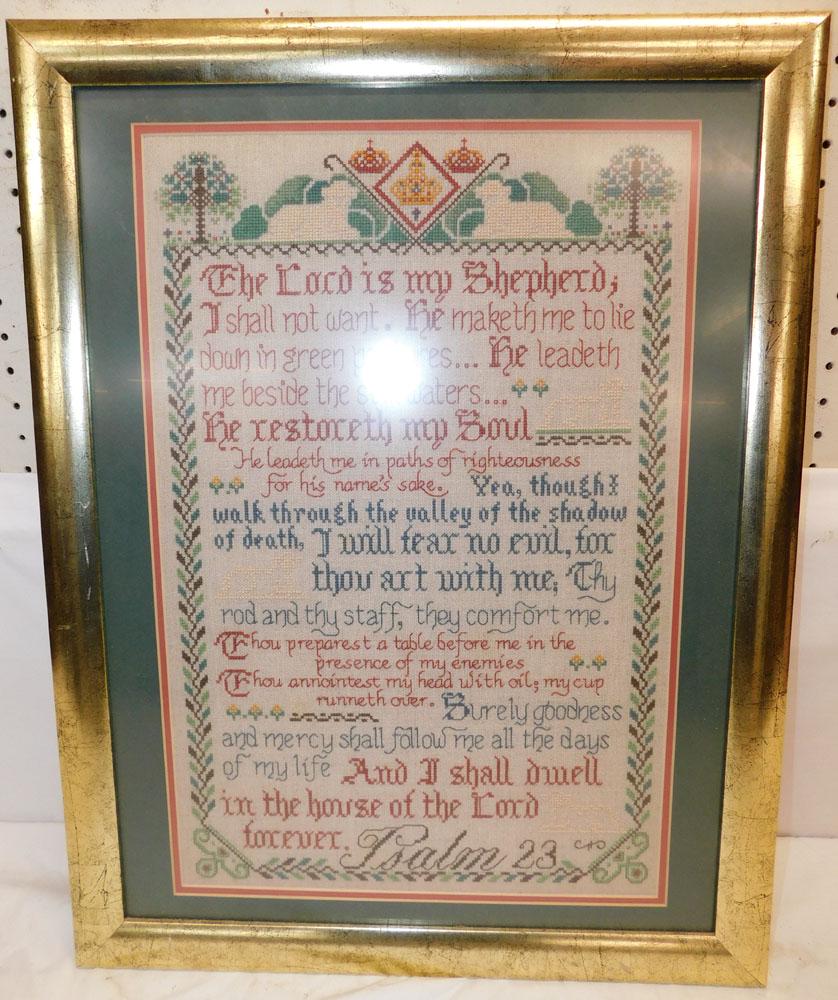 The Lord is my Shepherd;
I shall not want. He maketh me to lie
down in green ... He leadeth
me beside the waters...
He restoreth my Soul
He leadeth me in paths of righteousness
for his name's sake. Yea, though I
walk through the valley of the shadow
of death, I will fear no evil, for
thou art with me; Thy
rod and thy staff, they comfort me.
Thou preparest a table before me in the
presence of my enemies
Thou annointest my head with oil; my cup
runneth over. Surely goodness
and mercy shall follow me all the days
of my life And I shall dwell
in the house of the Lord
forever. Psalm 23